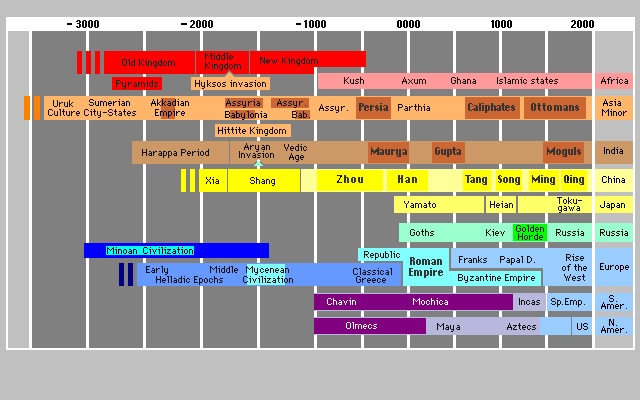 - 3000 - 2000 - 1000 0000 1000 2000
Old Kingdom Middle Kingdom New Kingdom
Pyramids Hyksos invasion Kush Axum Ghana Islamic states Africa
Uruk Culture Sumerian City-States Akkadian Empire Assyria Babylonia Assyr. Bab. Assyr. Persia Parthia Caliphates Ottomans Asia Minor
Hittite Kingdom
Harappa Period Aryan Invasion Vedic Age Maurya Gupta Moguls India
Xia Shang Zhou Han Tang Song Ming Qing China
Yamato Heian Toku-gawa Japan
Goths Kiev Golden Horde Russia Russia
Minoan Civilization Republic Roman Empire Franks Papal D. Rise of the West Europe
Early Middle Helladic Epochs Mycenean Civilization Classical Greece Byzantine Empire
Chavin Mochica Incas Sp.Emp. S. Amer.
Olmecs Maya Aztecs US N. Amer.